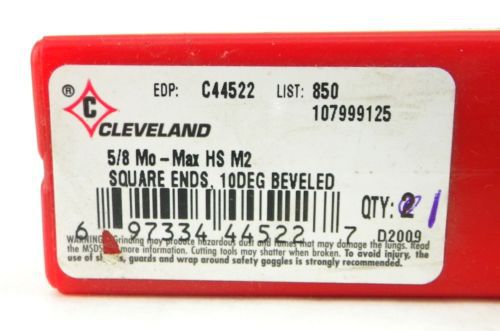 EDP: C44522 LIST: 850
107999125
® C CLEVELAND
5/8 Mo-Max HS M2
SQUARE ENDS, 10DEG BEVELED
QTY: 2 1
6 97334 44522 7 D2009
WARNING: Grinding may produce hazardous dust and fumes that may damage the lungs. Read
the MSDS more information. Cutting tools may shatter when broken. To avoid injury, the
use of shoes, guards and wrap around safety goggles is strongly recommended.